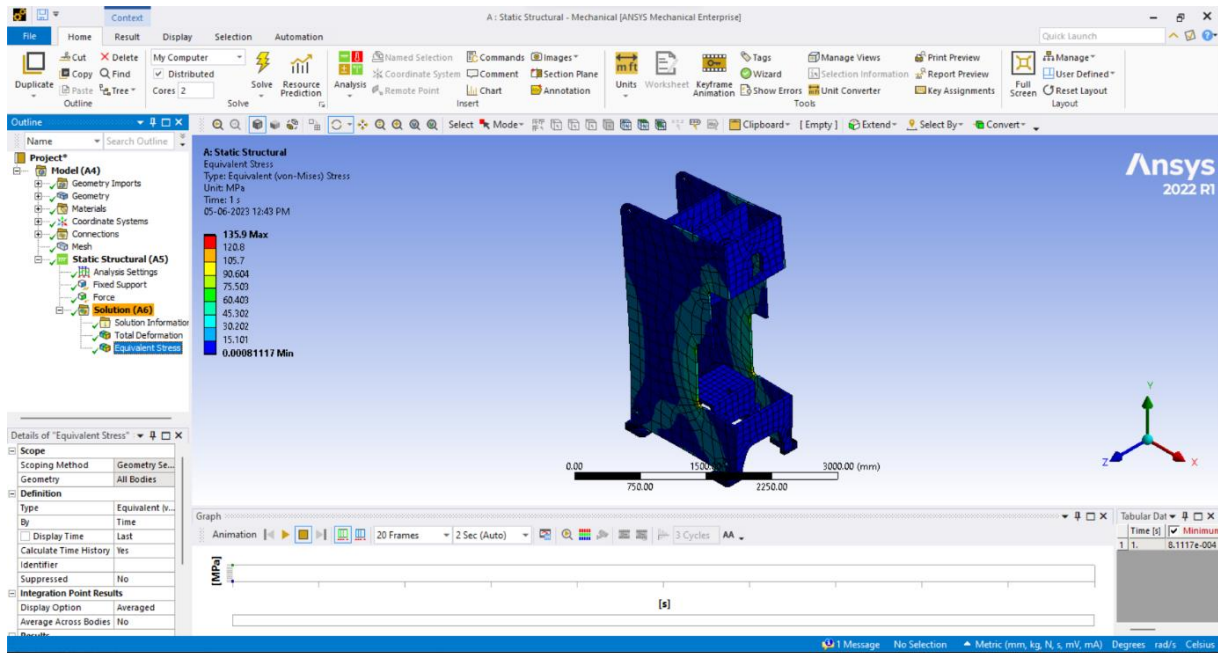 Context
A : Static Structural - Mechanical [ANSYS Mechanical Enterprise]
File Home Result Display Selection Automation
Quick Launch
Duplicate
Cut
Copy
Paste
Delete
Find
Tree
Outline
My Computer
Distributed
Cores 2
Solve
Resource Prediction
Solve
Analysis
Named Selection
Coordinate System
Remote Point
Commands
Comment
Chart
Images
Section Plane
Annotation
Insert
mft
Units
Worksheet
Keyframe Animation
Tags
Wizard
Show Errors
Manage Views
Selection Information
Unit Converter
Print Preview
Report Preview
Key Assignments
Tools
Full Screen
Manage
User Defined
Reset Layout
Layout
Outline
Name Search Outline
Select Mode Clipboard [ Empty ] Extend Select By Convert
Project*
Model (A4)
Geometry Imports
Geometry
Materials
Coordinate Systems
Connections
Mesh
Static Structural (A5)
Analysis Settings
Fixed Support
Force
Solution (A6)
Solution Information
Total Deformation
Equivalent Stress
A: Static Structural
Equivalent Stress
Type: Equivalent (von-Mises) Stress
Unit: MPa
Time: 1 s
05-06-2023 12:43 PM
135.9 Max
120.8
105.7
90.604
75.503
60.403
45.302
30.202
15.101
0.00081117 Min
Ansys
2022 R1
Y
Z X
0.00 3000.00 (mm)
750.00 2250.00
Details of "Equivalent Stress"
Scope
Scoping Method Geometry Se...
Geometry All Bodies
Definition
Type Equivalent (v...
By Time
Display Time Last
Calculate Time History Yes
Identifier
Suppressed No
Integration Point Results
Display Option Averaged
Average Across Bodies No
Graph
Animation 20 Frames 2 Sec (Auto) 3 Cycles AA
[MPa]
[s]
Tabular Dat
Time [s] Minimum
1 1. 8.1117e-004
1 Message No Selection Metric (mm, kg, N, s, mV, mA) Degrees rad/s Celsius